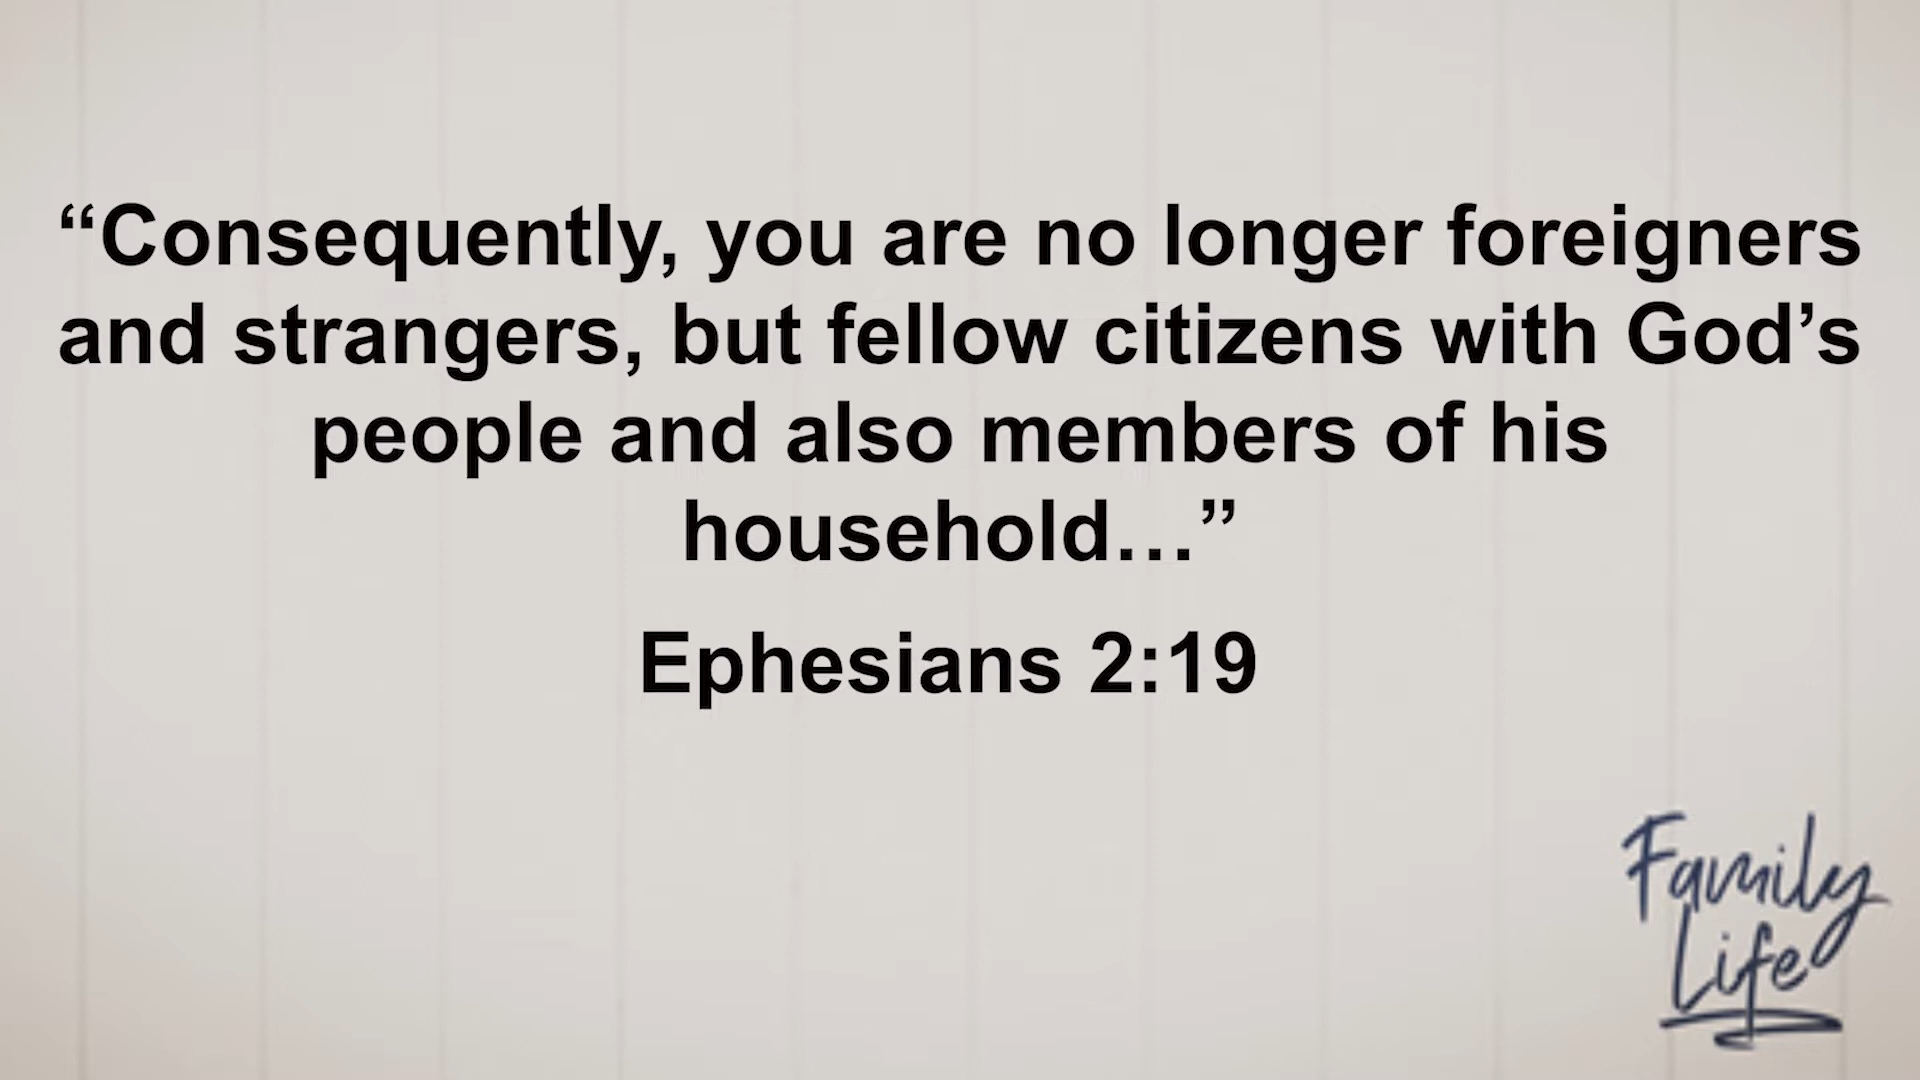 “Consequently, you are no longer foreigners
and strangers, but fellow citizens with God’s
people and also members of his
household…”
Ephesians 2:19
Family
Life